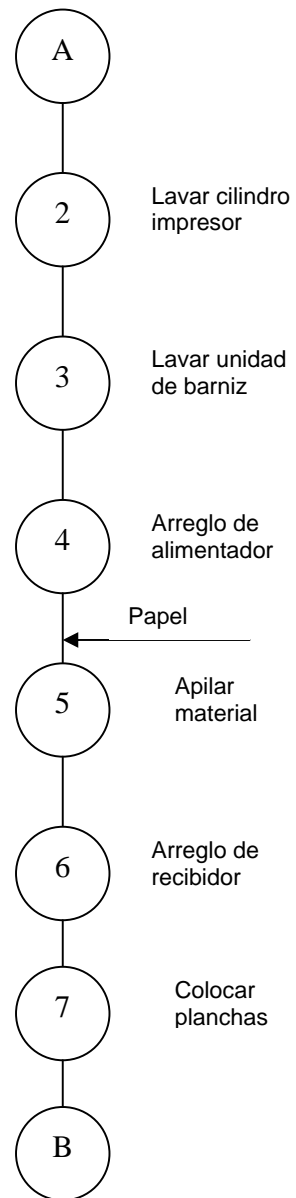 A
2
Lavar cilindro
impresor
3
Lavar unidad
de barniz
4
Arreglo de
alimentador
Papel
5
Apilar
material
6
Arreglo de
recibidor
7
Colocar
planchas
B